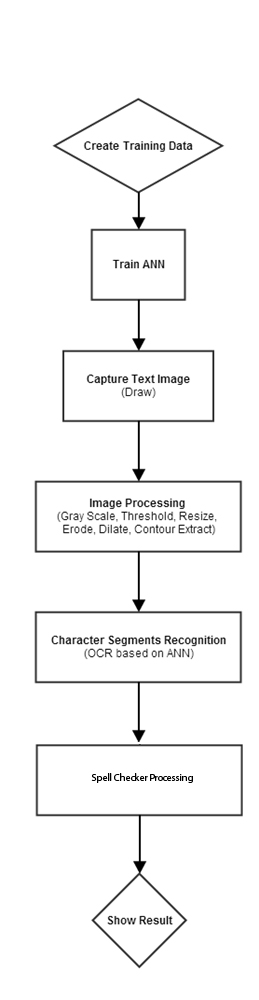 Create Training Data
Train ANN
Capture Text Image
(Draw)
Image Processing
(Gray Scale, Threshold, Resize,
Erode, Dilate, Contour Extract)
Character Segments Recognition
(OCR based on ANN)
Spell Checker Processing
Show Result